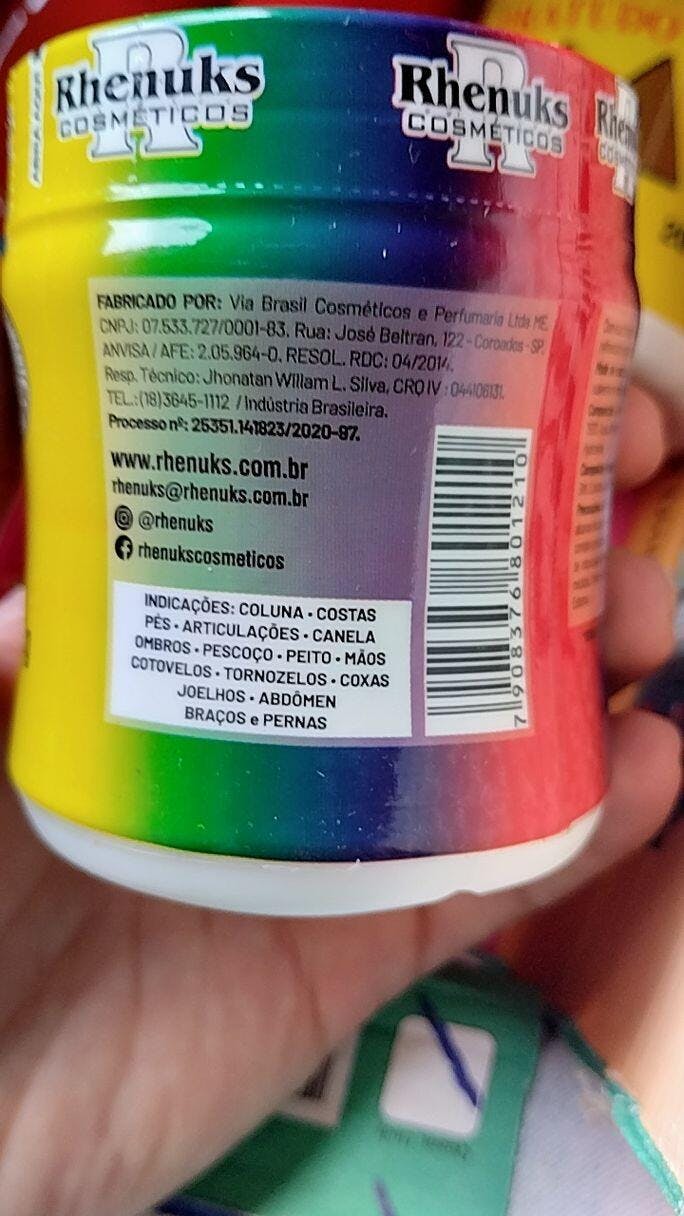 Rhenuks
COSMÉTICOS
Rhenuks
COSMÉTICOS
FABRICADO POR: Via Brasil Cosméticos e Perfumaria Ltda ME.
CNPJ: 07.533.727/0001-83. Rua: José Beltran, 122 - Coroados - SP.
ANVISA / AFE: 2.05.964-0. RESOL. RDC: 04/2014.
Resp. Técnico: Jhonatan Willam L. Silva, CRQ IV : 044106131.
TEL.:(18)3645-1112 / Indústria Brasileira.
Processo nº: 25351.141823/2020-97.
www.rhenuks.com.br
rhenuks@rhenuks.com.br
@rhenuks
rhenukscosmeticos
INDICAÇÕES: COLUNA • COSTAS
PÉS • ARTICULAÇÕES • CANELA
OMBROS • PESCOÇO • PEITO • MÃOS
COTOVELOS • TORNOZELOS • COXAS
JOELHOS • ABDÔMEN
BRAÇOS e PERNAS
7 908376 801210